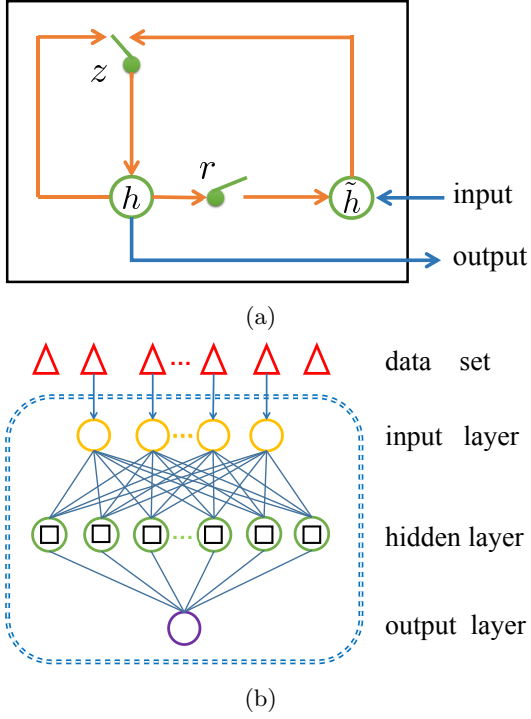 z
r
h
h̃
input
output
(a)
data set
input layer
hidden layer
output layer
(b)